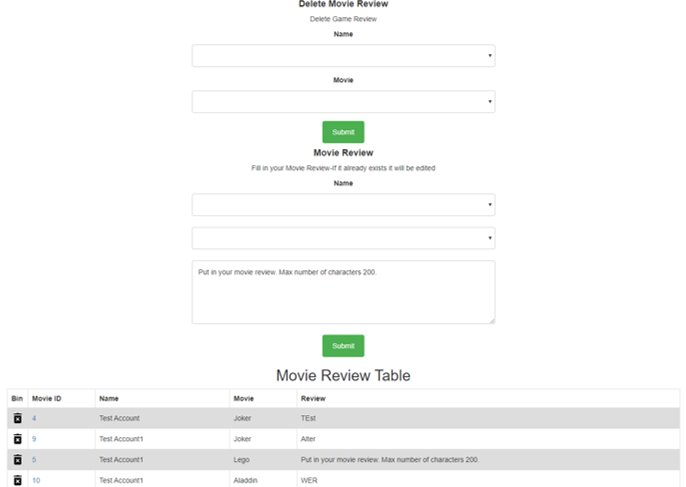 Delete Movie Review
Delete Game Review
Name
Movie
Submit
Movie Review
Fill in your Movie Review-If it already exists it will be edited
Name
Put in your movie review. Max number of characters 200.
Submit
Movie Review Table
Bin Movie ID Name Movie Review
4 Test Account Joker TEst
9 Test Account1 Joker Alter
5 Test Account1 Lego Put in your movie review. Max number of characters 200.
10 Test Account1 Aladdin WER